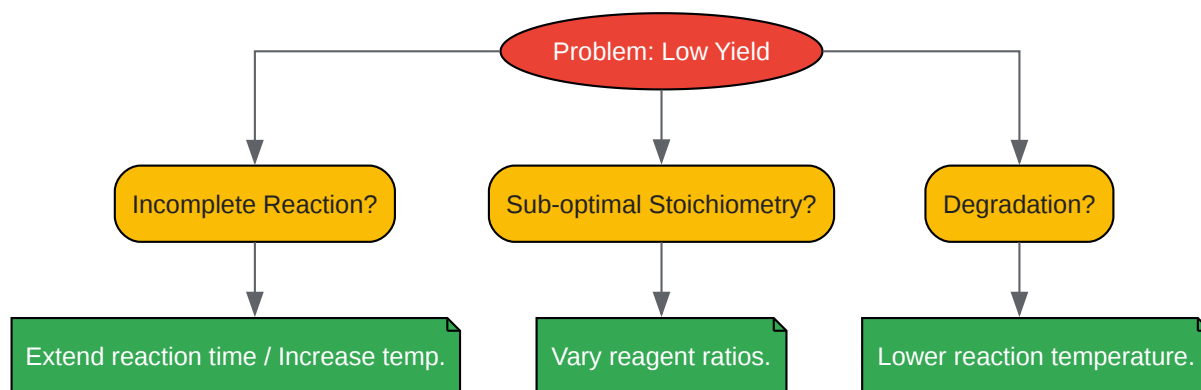 Problem: Low Yield
Incomplete Reaction?
Sub-optimal Stoichiometry?
Degradation?
Extend reaction time / Increase temp.
Vary reagent ratios.
Lower reaction temperature.